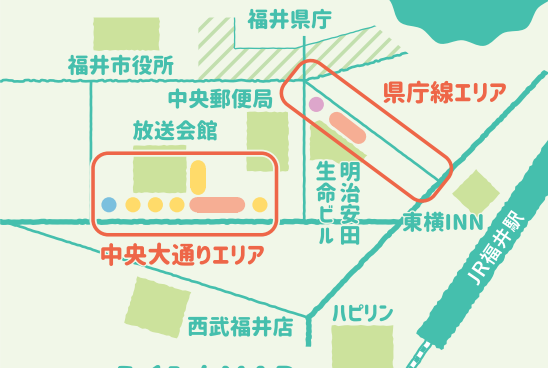 福井県庁
福井市役所
県庁線エリア
中央郵便局
放送会館
明治安田
生命ビル
東横INN
JR福井駅
中央大通りエリア
ハピリン
西武福井店